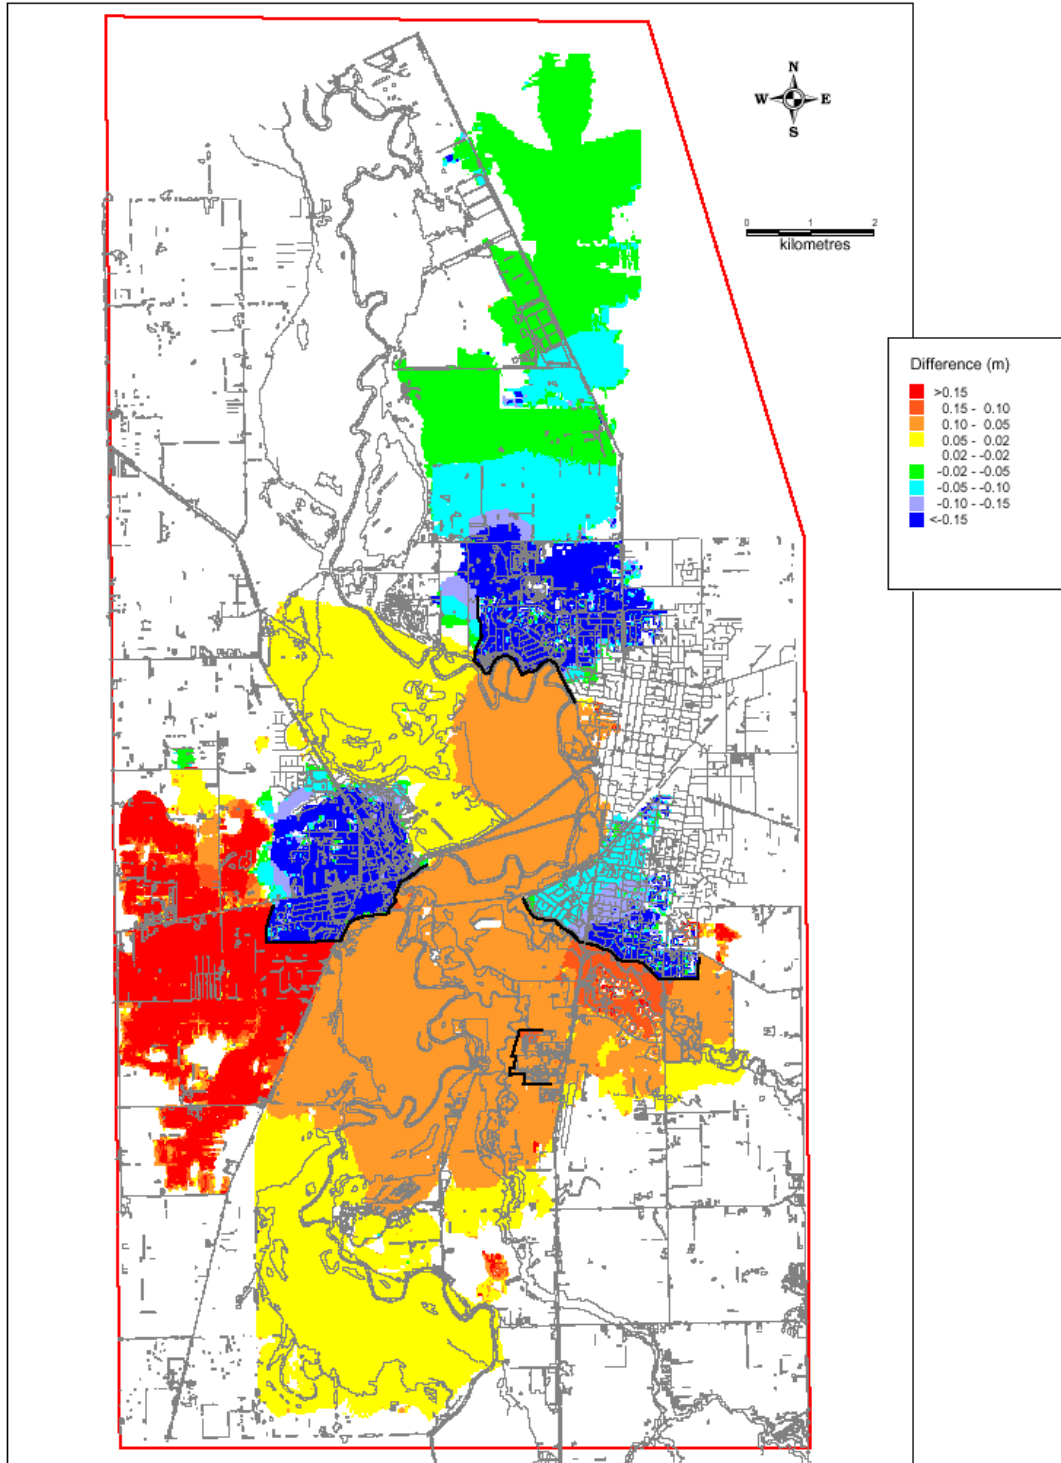 N
W E
S
0 1 2
kilometres
Difference (m)
>0.15
0.15 - 0.10
0.10 - 0.05
0.05 - 0.02
0.02 - -0.02
-0.02 - -0.05
-0.05 - -0.10
-0.10 - -0.15
<-0.15